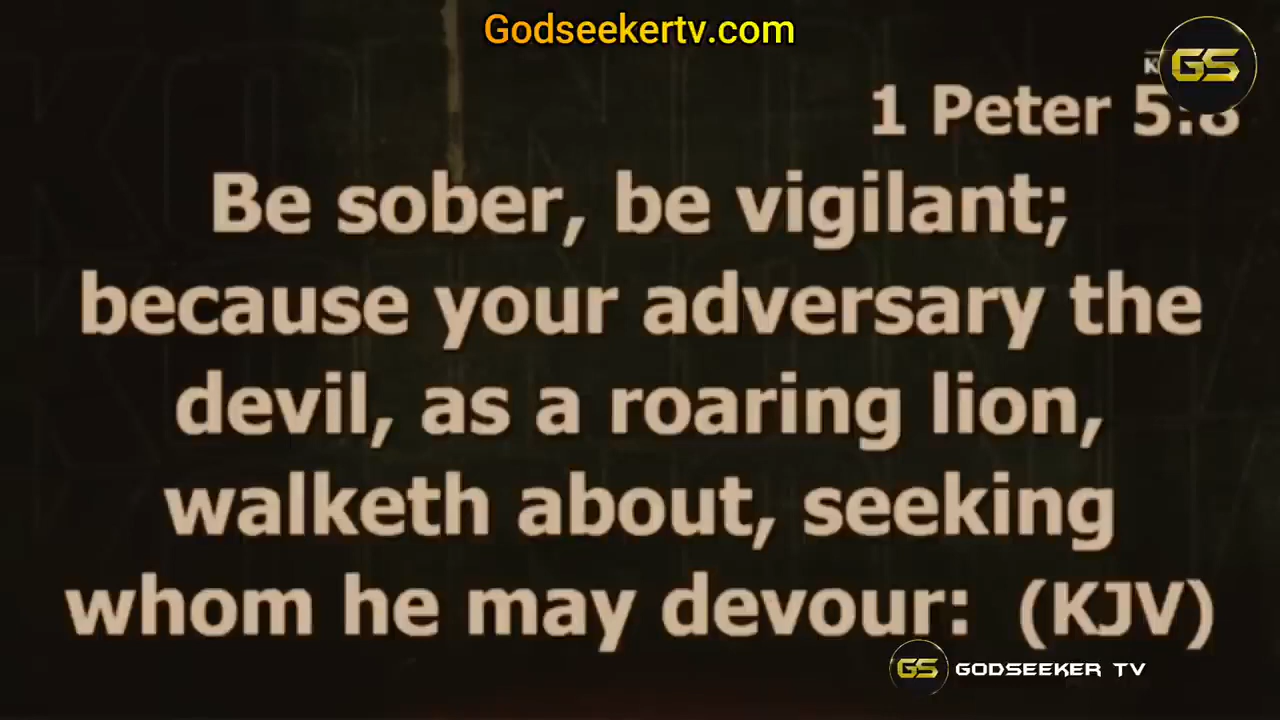 Godseekertv.com
GS
1 Peter 5:8
Be sober, be vigilant;
because your adversary the
devil, as a roaring lion,
walketh about, seeking
whom he may devour: (KJV)
GS GODSEEKER TV